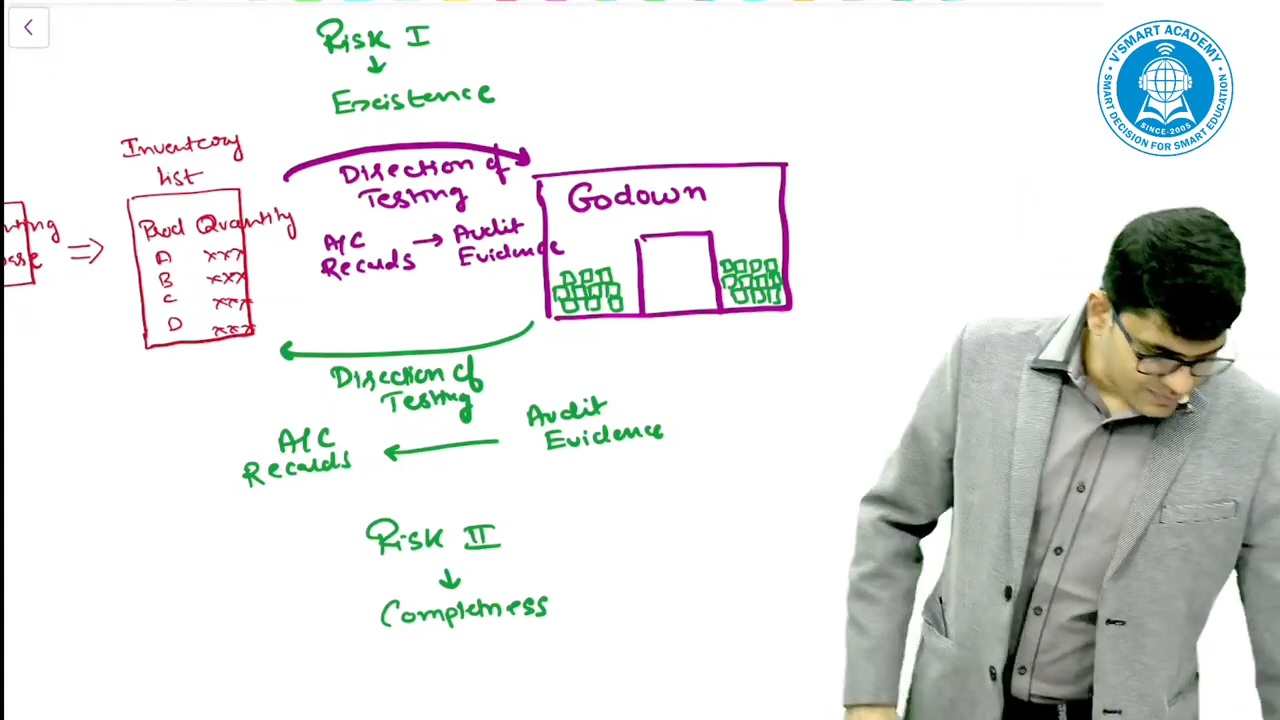 Risk I
Existence
Inventory
list
Prod Quantity
A xxx
B xxx
C xxx
D xxx
Direction of
Testing
A/C
Records → Audit
Evidence
Godown
Direction of
Testing
A/C
Records
Audit
Evidence
Risk II
Completness
V'SMART ACADEMY
SMART DECISION FOR SMART EDUCATION
SINCE-2005